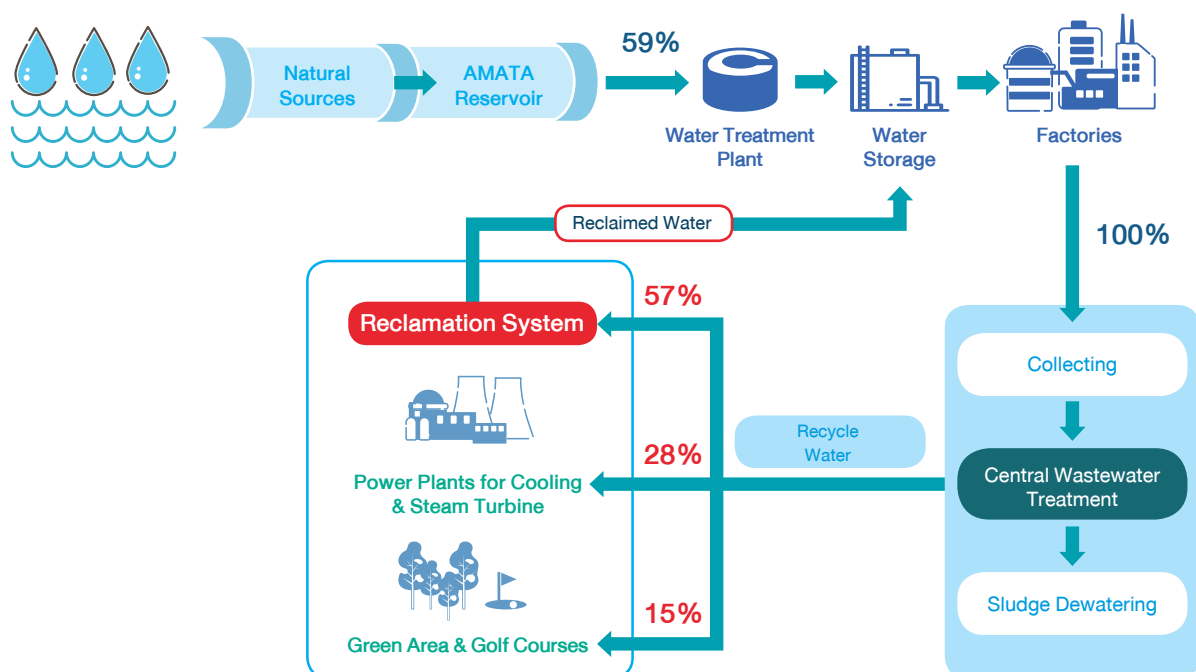 59%
Natural
Sources
AMATA
Reservoir
Water Treatment
Plant
Water
Storage
Factories
Reclaimed Water
100%
57%
Reclamation System
Collecting
Recycle
Water
28%
Power Plants for Cooling
& Steam Turbine
Central Wastewater
Treatment
Sludge Dewatering
15%
Green Area & Golf Courses